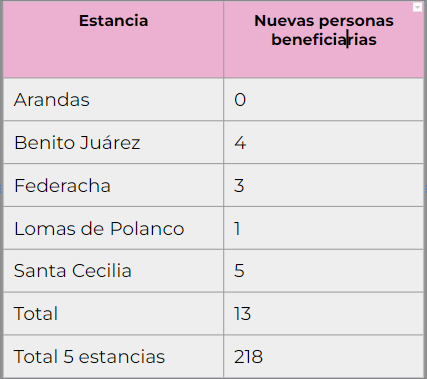 Estancia
Nuevas personas
beneficiarias
Arandas
0
Benito Juárez
4
Federacha
3
Lomas de Polanco
1
Santa Cecilia
5
Total
13
Total 5 estancias
218